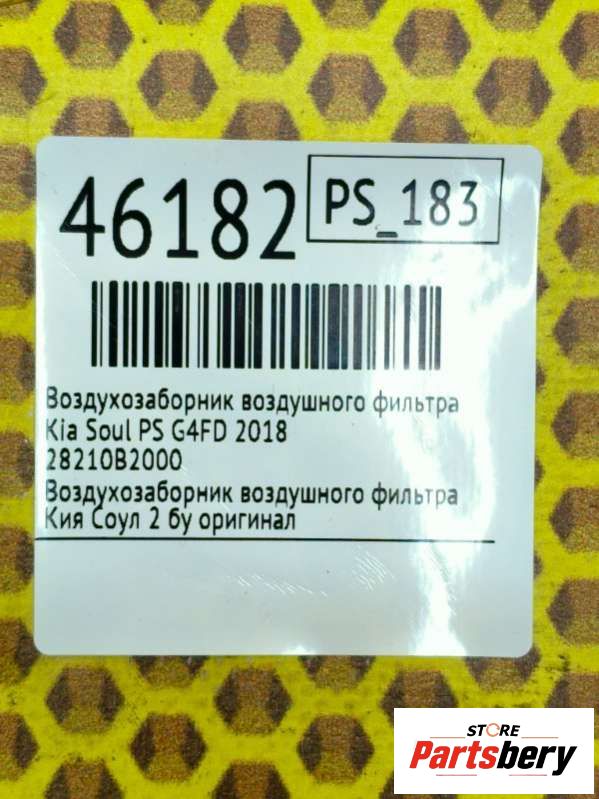 46182
PS_183
Воздухозаборник воздушного фильтра
Kia Soul PS G4FD 2018
28210B2000
Воздухозаборник воздушного фильтра
Кия Соул 2 бу оригинал
STORE
Partsbery